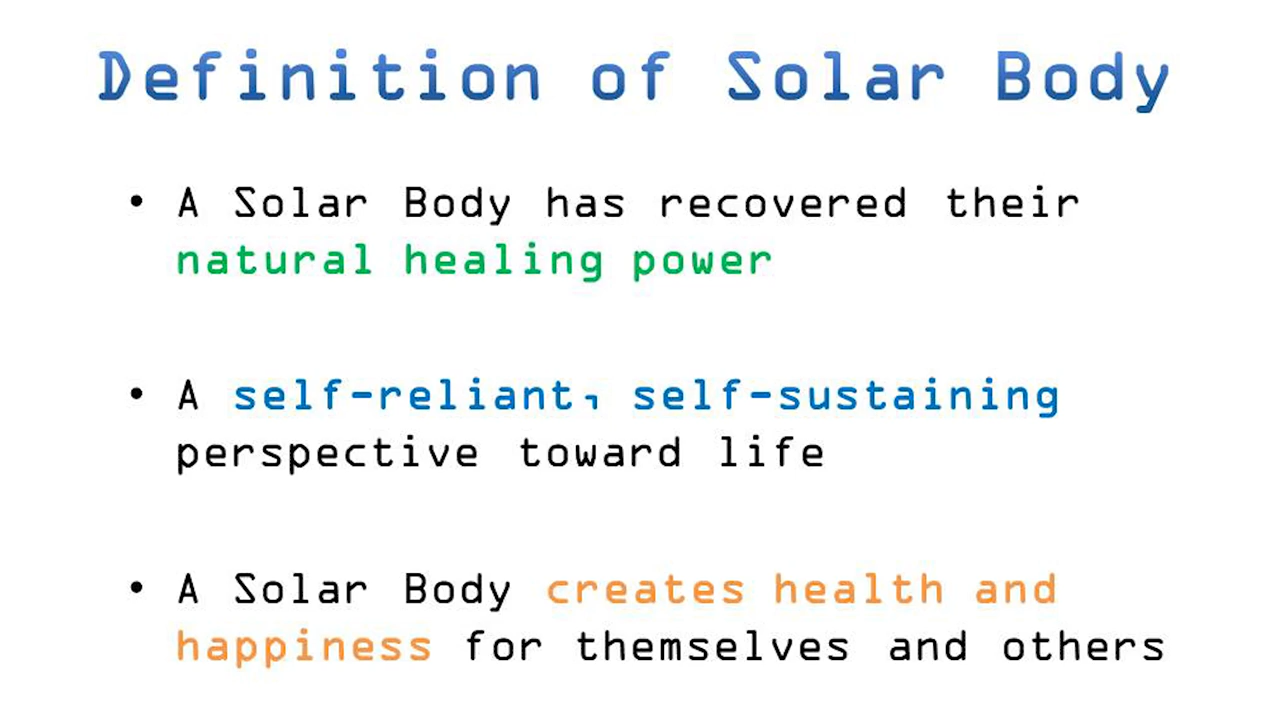 Definition of Solar Body
• A Solar Body has recovered their
natural healing power
• A self-reliant, self-sustaining
perspective toward life
• A Solar Body creates health and
happiness for themselves and others